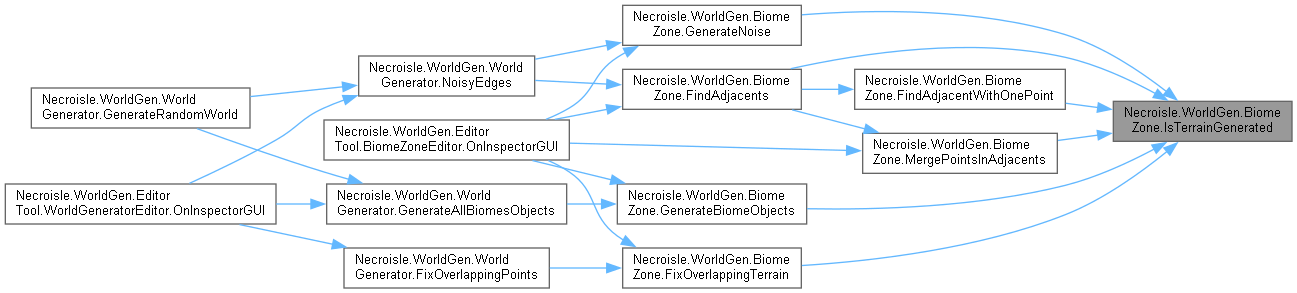 Necroisle.WorldGen.Biome
Zone.GenerateNoise
Necroisle.WorldGen.World
Generator.NoisyEdges
Necroisle.WorldGen.Biome
Zone.FindAdjacents
Necroisle.WorldGen.Biome
Zone.FindAdjacentWithOnePoint
Necroisle.WorldGen.World
Generator.GenerateRandomWorld
Necroisle.WorldGen.Biome
Zone.IsTerrainGenerated
Necroisle.WorldGen.Editor
Tool.BiomeZoneEditor.OnInspectorGUI
Necroisle.WorldGen.Biome
Zone.MergePointsInAdjacents
Necroisle.WorldGen.Editor
Tool.WorldGeneratorEditor.OnInspectorGUI
Necroisle.WorldGen.World
Generator.GenerateAllBiomesObjects
Necroisle.WorldGen.Biome
Zone.GenerateBiomeObjects
Necroisle.WorldGen.World
Generator.FixOverlappingPoints
Necroisle.WorldGen.Biome
Zone.FixOverlappingTerrain